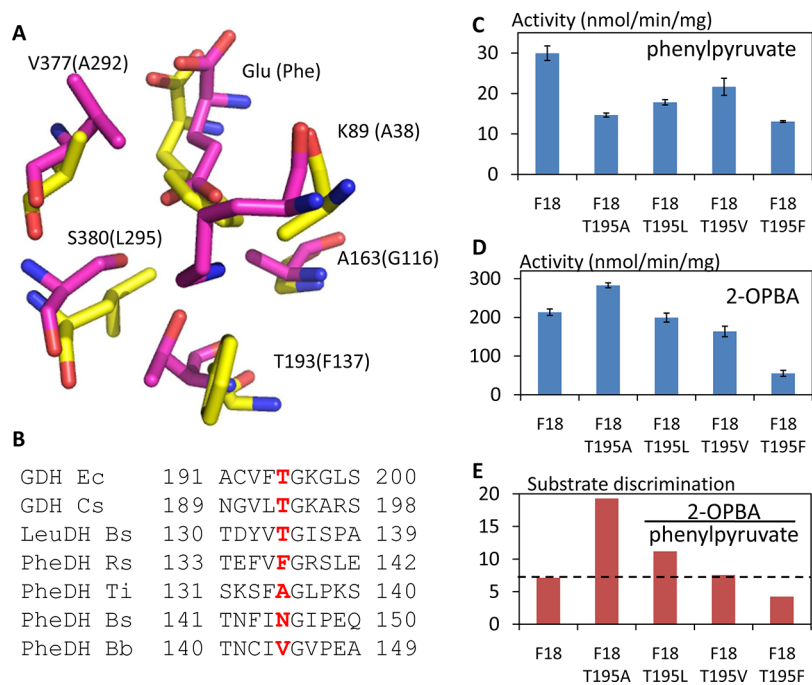 A
V377(A292)
Glu (Phe)
K89 (A38)
S380(L295)
A163(G116)
T193(F137)
B
GDH Ec 191 ACVFTGKGLS 200
GDH Cs 189 NGVLTGKARS 198
LeuDH Bs 130 TDYVTGISPA 139
PheDH Rs 133 TEFVFGRSLE 142
PheDH Ti 131 SKSFAGLPKS 140
PheDH Bs 141 TNFINGIPEQ 150
PheDH Bb 140 TNCIVGVPEA 149
C
Activity (nmol/min/mg)
phenylpyruvate
30
20
10
0
F18 F18 F18 F18 F18
T195A T195L T195V T195F
D
Activity (nmol/min/mg)
2-OPBA
300
200
100
0
F18 F18 F18 F18 F18
T195A T195L T195V T195F
E
Substrate discrimination
2-OPBA
phenylpyruvate
20
15
10
5
0
F18 F18 F18 F18 F18
T195A T195L T195V T195F